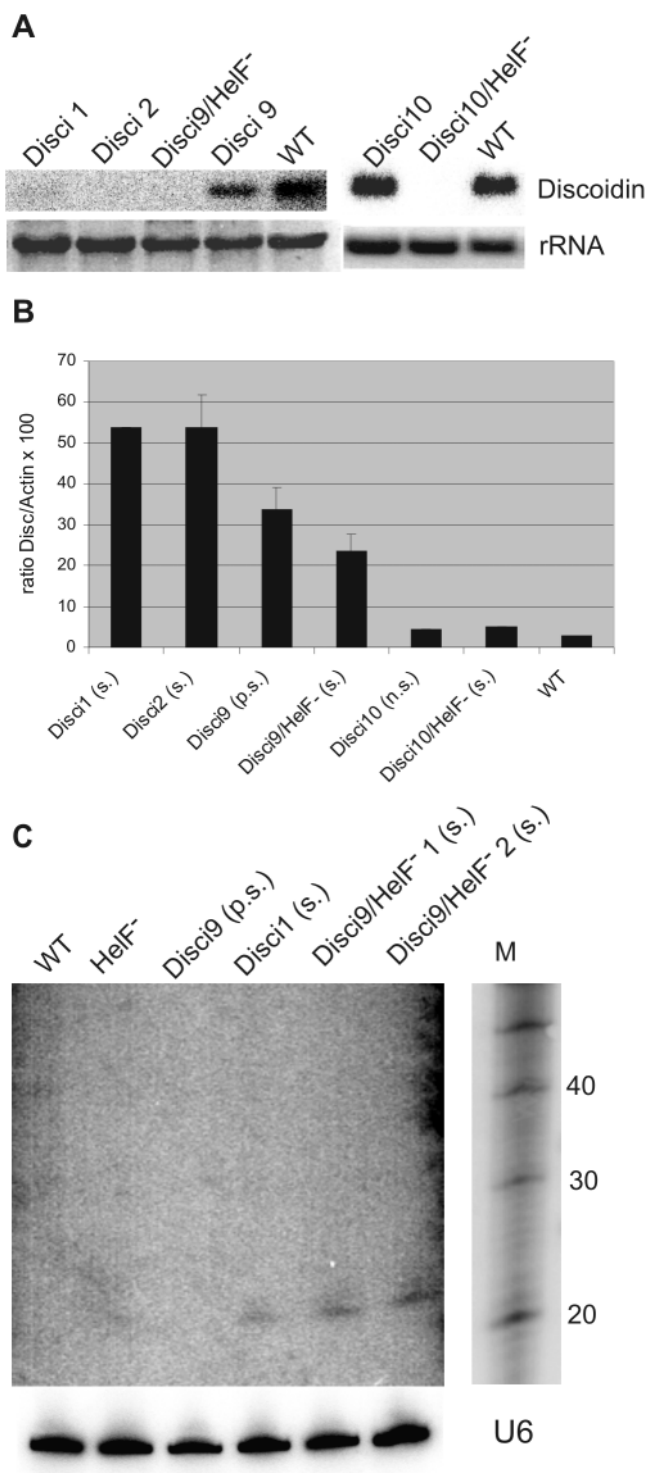 A
Disci 1
Disci 2
Disci9/HelF-
Disci 9
WT
Disci10
Disci10/HelF-
WT
Discoidin
rRNA
B
70
60
50
40
30
20
10
0
ratio Disc/Actin x 100
Disci1 (s.)
Disci2 (s.)
Disci9 (p.s.)
Disci9/HelF- (s.)
Disci10 (n.s.)
Disci10/HelF- (s.)
WT
C
WT
HelF-
Disci9 (p.s.)
Disci1 (s.)
Disci9/HelF- 1 (s.)
Disci9/HelF- 2 (s.)
M
40
30
20
U6